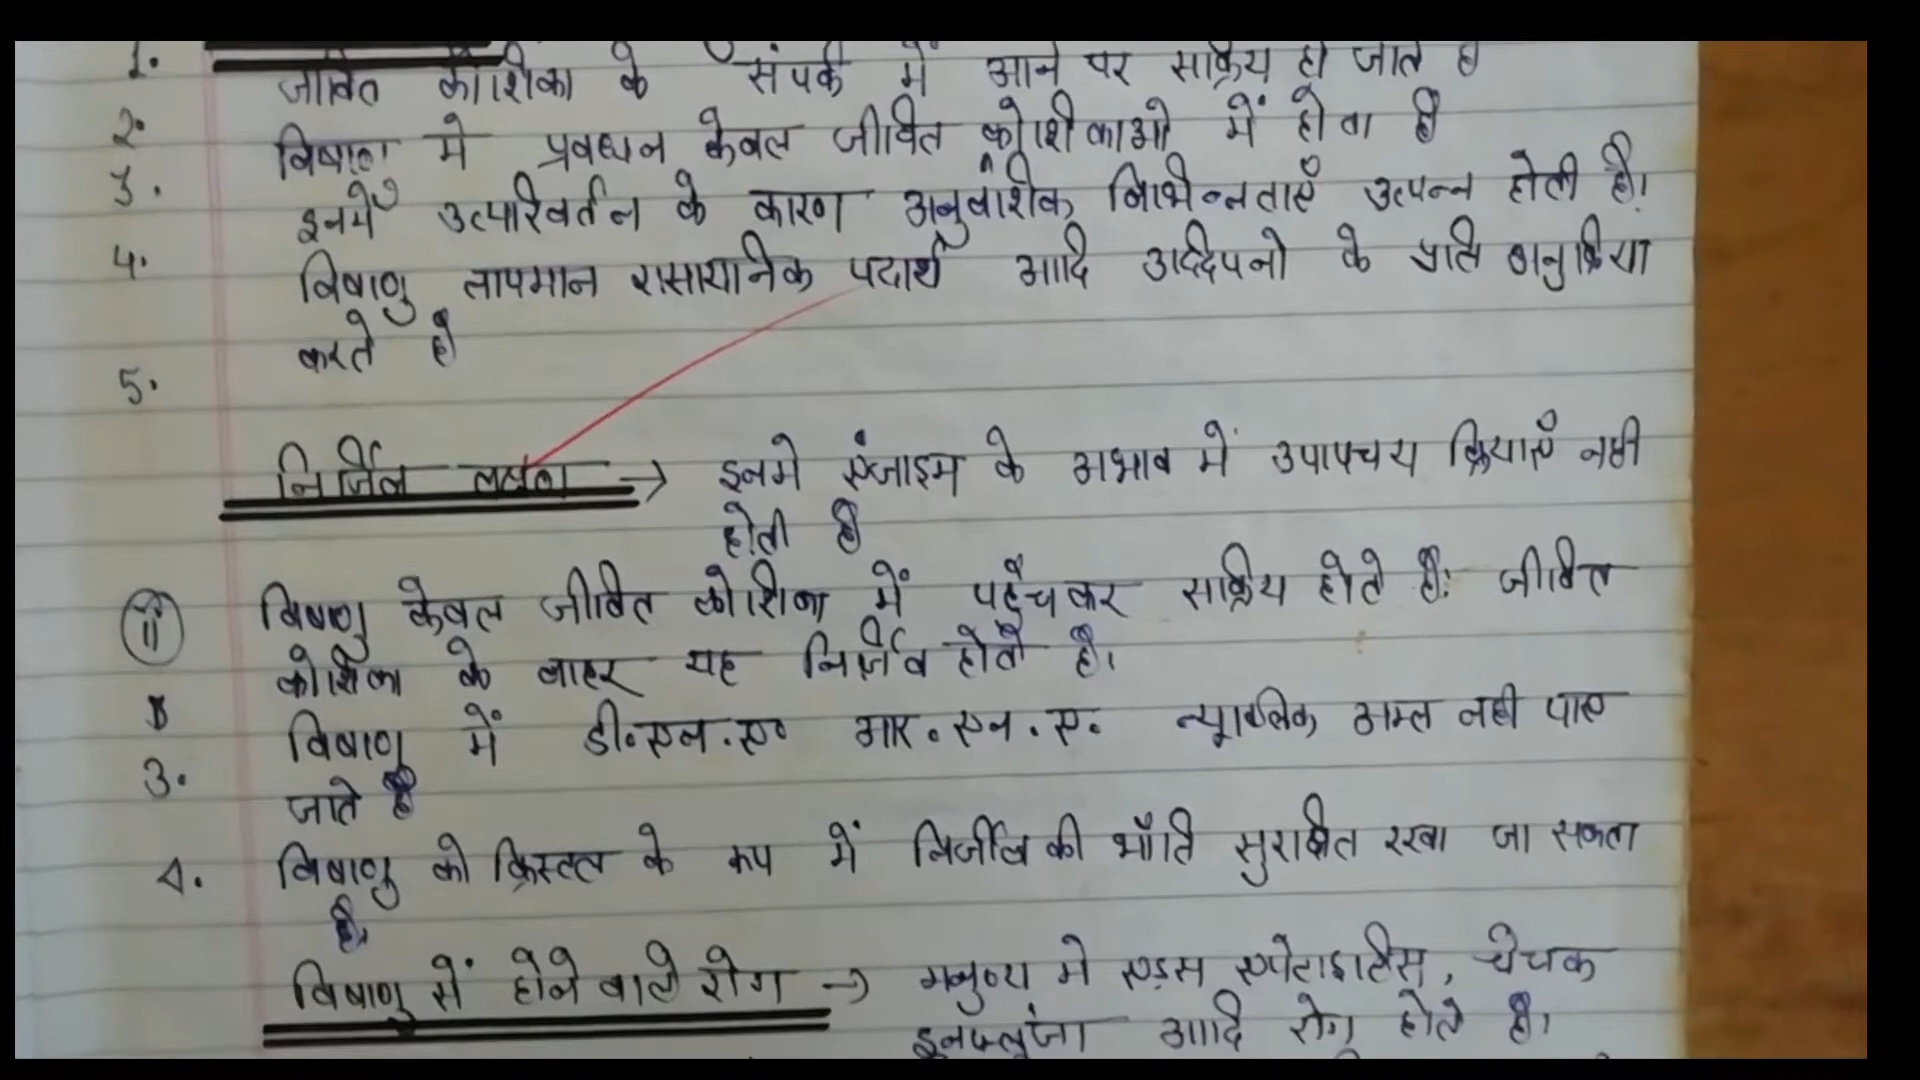 1. जीवित कोशिका के संपर्क में आने पर सक्रिय हो जाते है
2. विषाणु मे प्रवधन केवल जीवित कोशिकाओ में होता है
3. इनमें उत्परिवर्तन के कारण अनुवांशिक विभिन्नताएँ उत्पन्न होती है।
4. विषाणु तापमान रासायनिक पदार्थ आदि उद्दिपनो के प्रति अनुक्रिया
करते है
5.
निर्जिव लक्षण → इनमे एंजाइम के अभाव में उपापचय क्रियाएँ नही
होती है
ii विषाणु केवल जीवित कोशिका में पहुँचकर सक्रिय होते है। जीवित
कोशिका के बाहर यह निर्जिव होते है।
3. विषाणु में डी.एन.ए. आर.एन.ए. न्यूक्लिक अम्ल नही पाए
जाते है
4. विषाणु को क्रिस्टल के रूप में निर्जीव की भाँति सुरक्षित रखा जा सकता
है।
विषाणु से होने वाले रोग → मनुष्य मे एड्स एपेटाइटिस, चेचक
इनफ्लूंजा आदि रोग होते है।